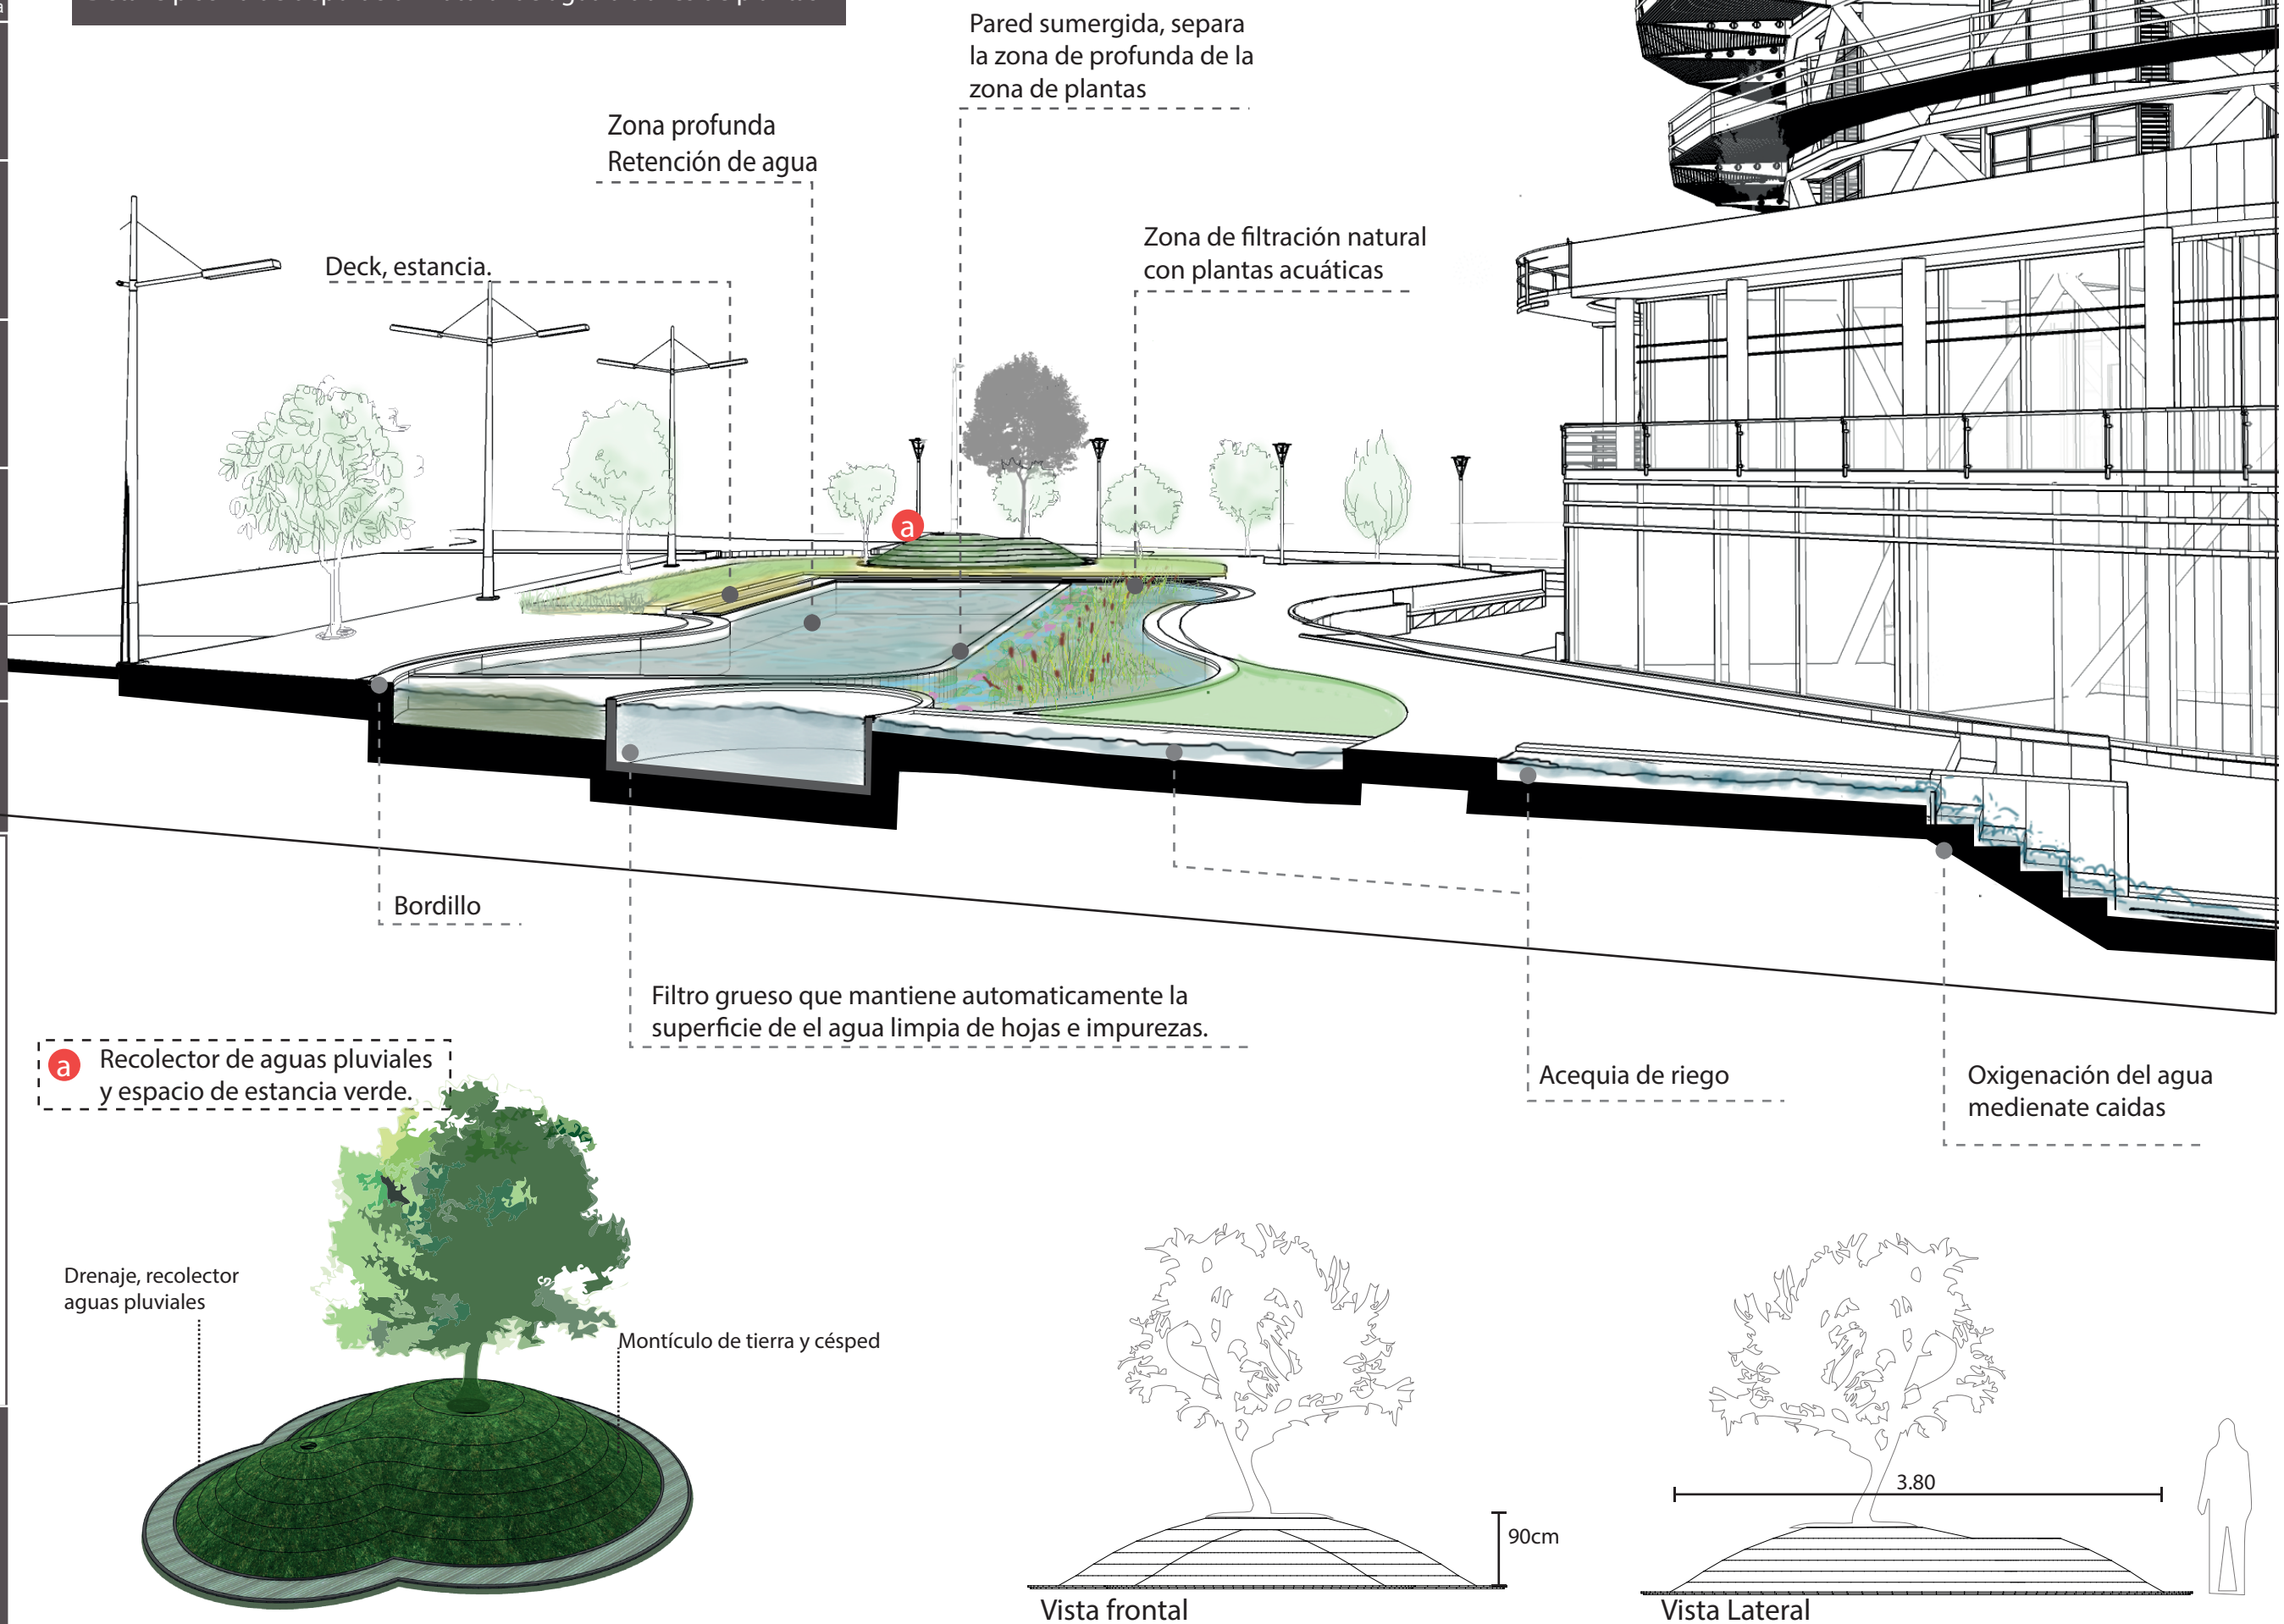 Pared sumergida, separa
la zona de profunda de la
zona de plantas
Zona profunda
Retención de agua
Zona de filtración natural
con plantas acuáticas
Deck, estancia.
a
Bordillo
Filtro grueso que mantiene automaticamente la
superficie de el agua limpia de hojas e impurezas.
Acequia de riego
Oxigenación del agua
medienate caidas
a Recolector de aguas pluviales
y espacio de estancia verde.
Drenaje, recolector
aguas pluviales
Montículo de tierra y césped
90cm
3.80
Vista frontal
Vista Lateral